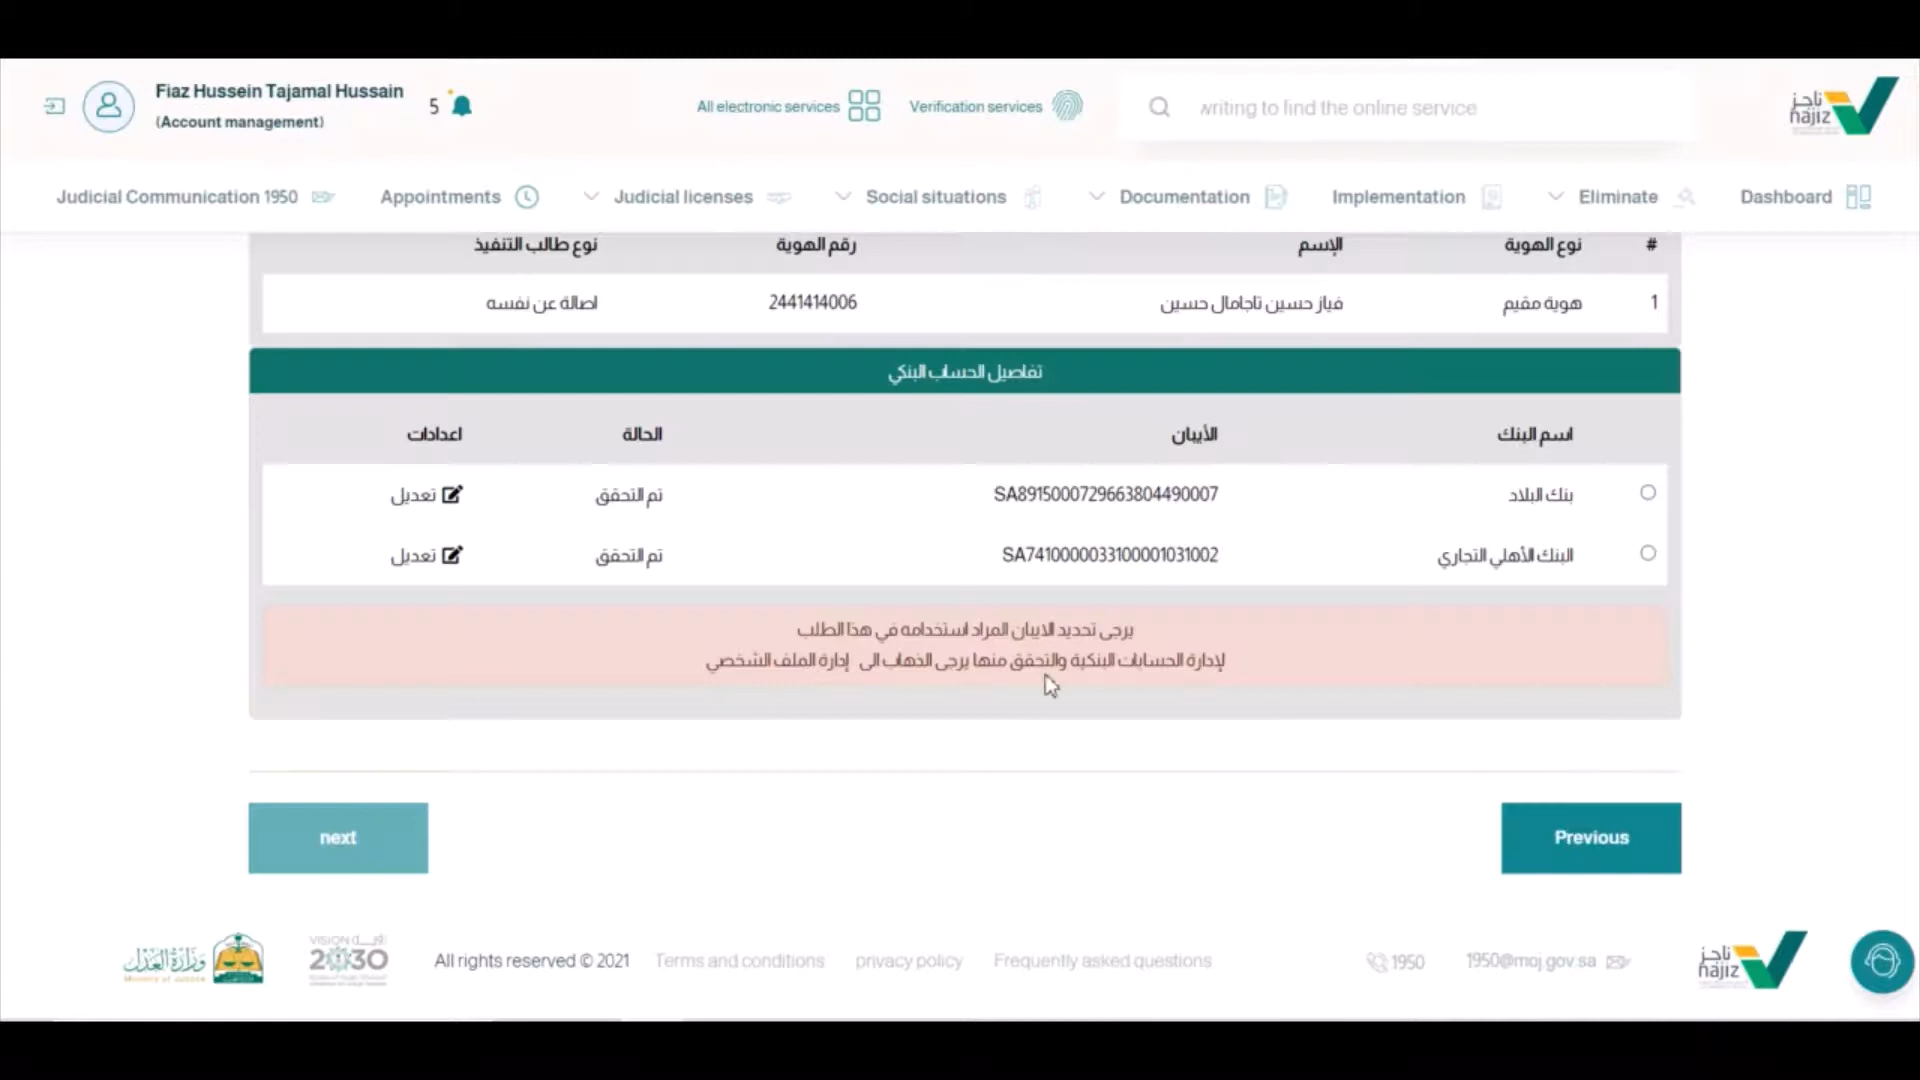 Fiaz Hussein Tajamal Hussain
(Account management)
5
All electronic services
Verification services
writing to find the online service
ناجز
najiz
Judicial Communication 1950
Appointments
Judicial licenses
Social situations
Documentation
Implementation
Eliminate
Dashboard
# نوع الهوية الإسم رقم الهوية نوع طالب التنفيذ
1 هوية مقيم فياز حسين تاجامال حسين 2441414006 اصالة عن نفسه
تفاصيل الحساب البنكي
اسم البنك الأيبان الحالة اعدادات
بنك البلاد SA8915000729663804490007 تم التحقق تعديل
البنك الأهلي التجاري SA7410000033100001031002 تم التحقق تعديل
يرجى تحديد الايبان المراد استخدامه في هذا الطلب
لإدارة الحسابات البنكية والتحقق منها يرجى الذهاب الى إدارة الملف الشخصي
next
Previous
وزارة العدل
Ministry of Justice
VISION رؤية
2030
All rights reserved © 2021
Terms and conditions
privacy policy
Frequently asked questions
1950
1950@moj.gov.sa
ناجز
najiz